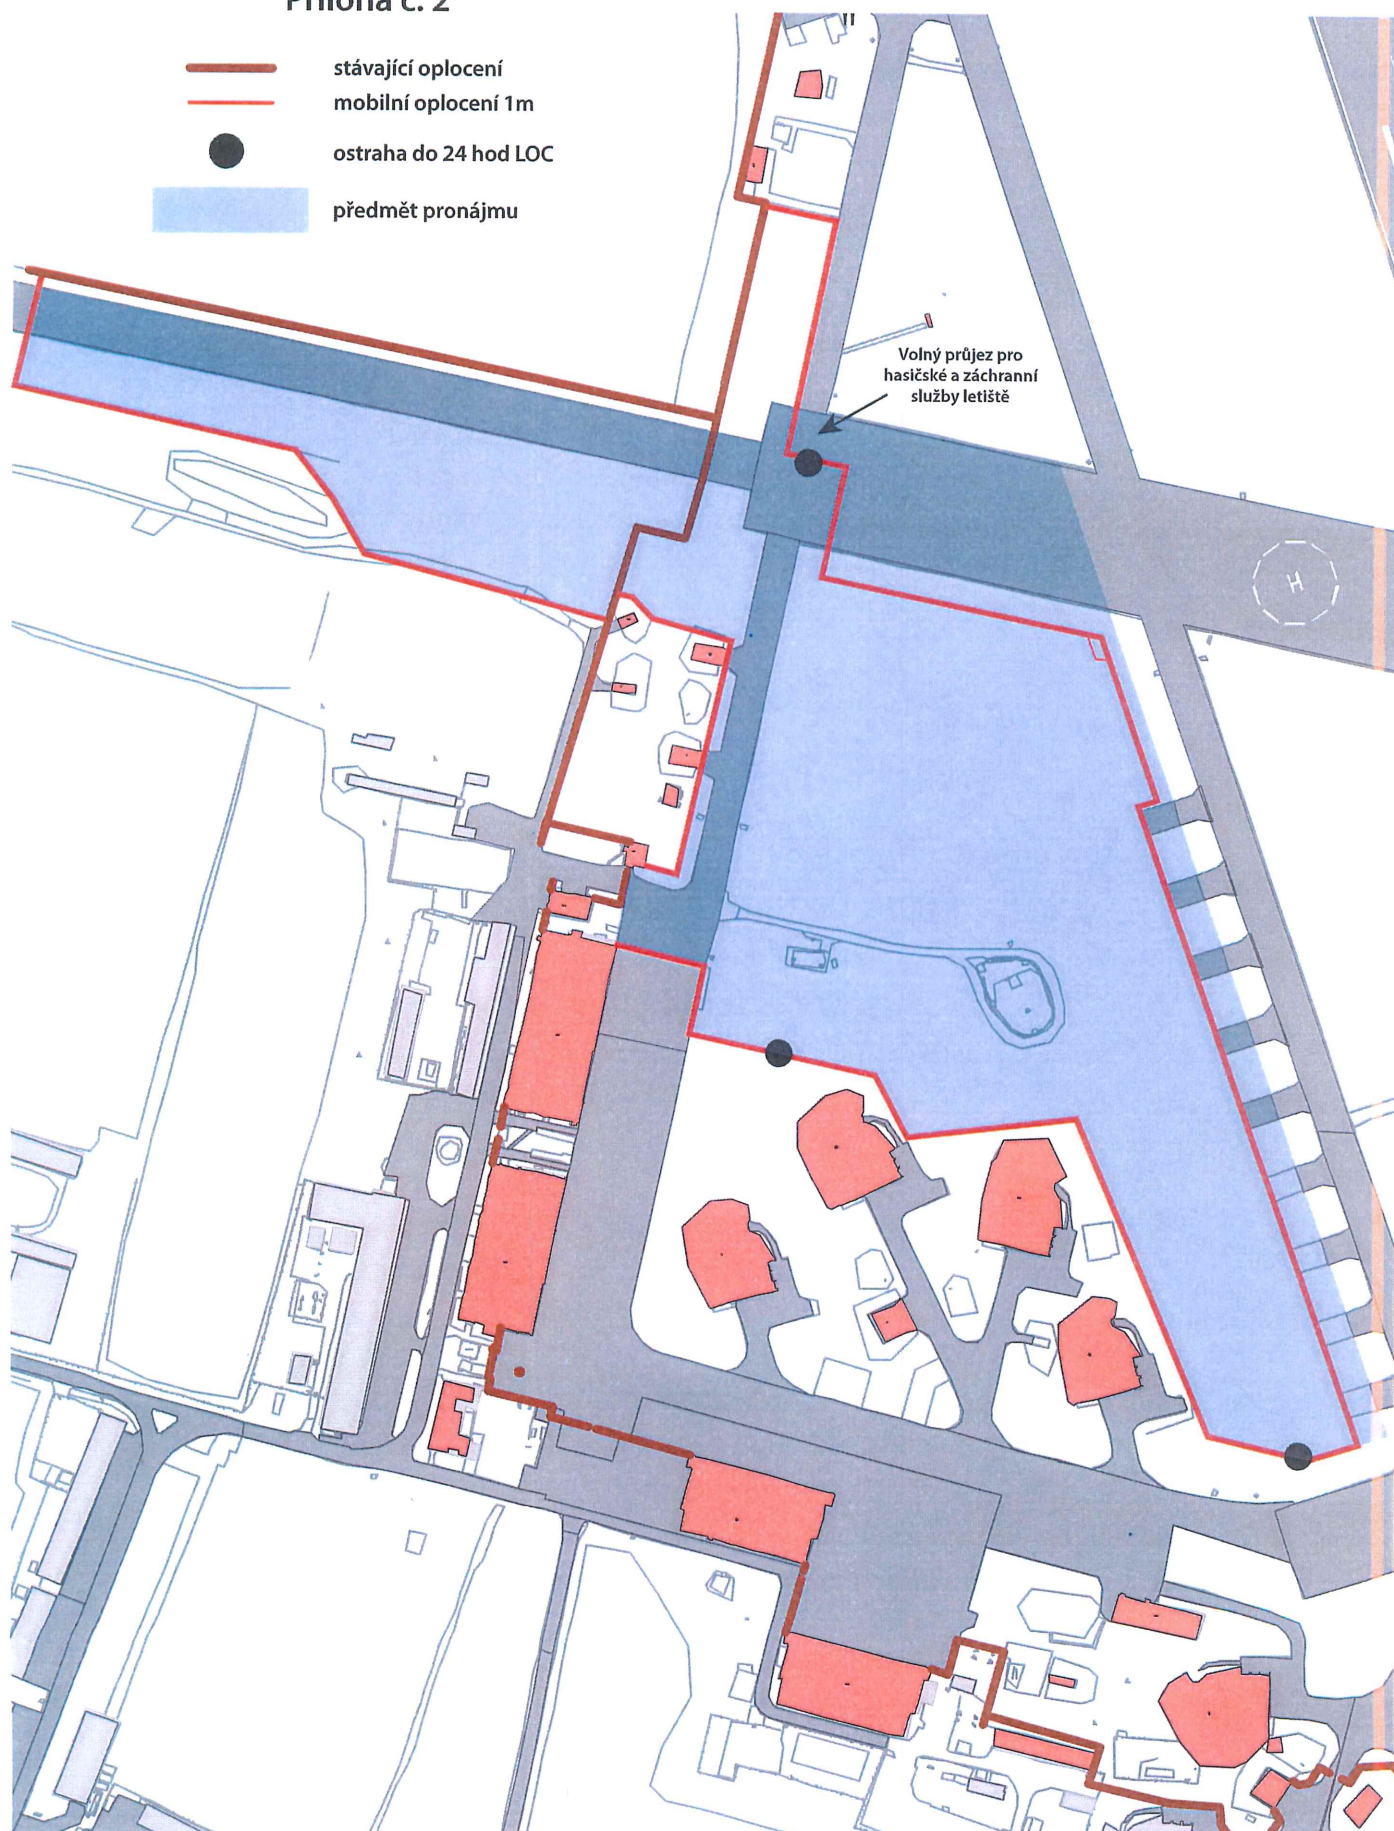 Příloha č. 2
stávající oplocení
mobilní oplocení 1m
ostraha do 24 hod LOC
předmět pronájmu
Volný průjez pro
hasičské a záchranní
služby letiště
H